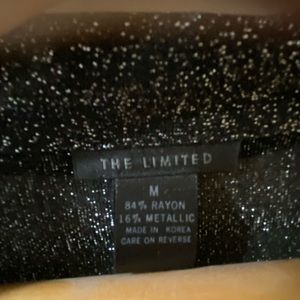 THE LIMITED
M
84% RAYON
16% METALLIC
MADE IN KOREA
CARE ON REVERSE